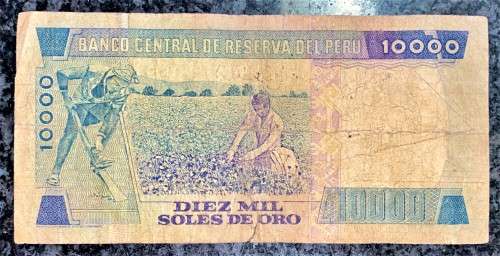 BANCO CENTRAL DE RESERVA DEL PERU
10000
10000
DIEZ MIL
SOLES DE ORO
10000